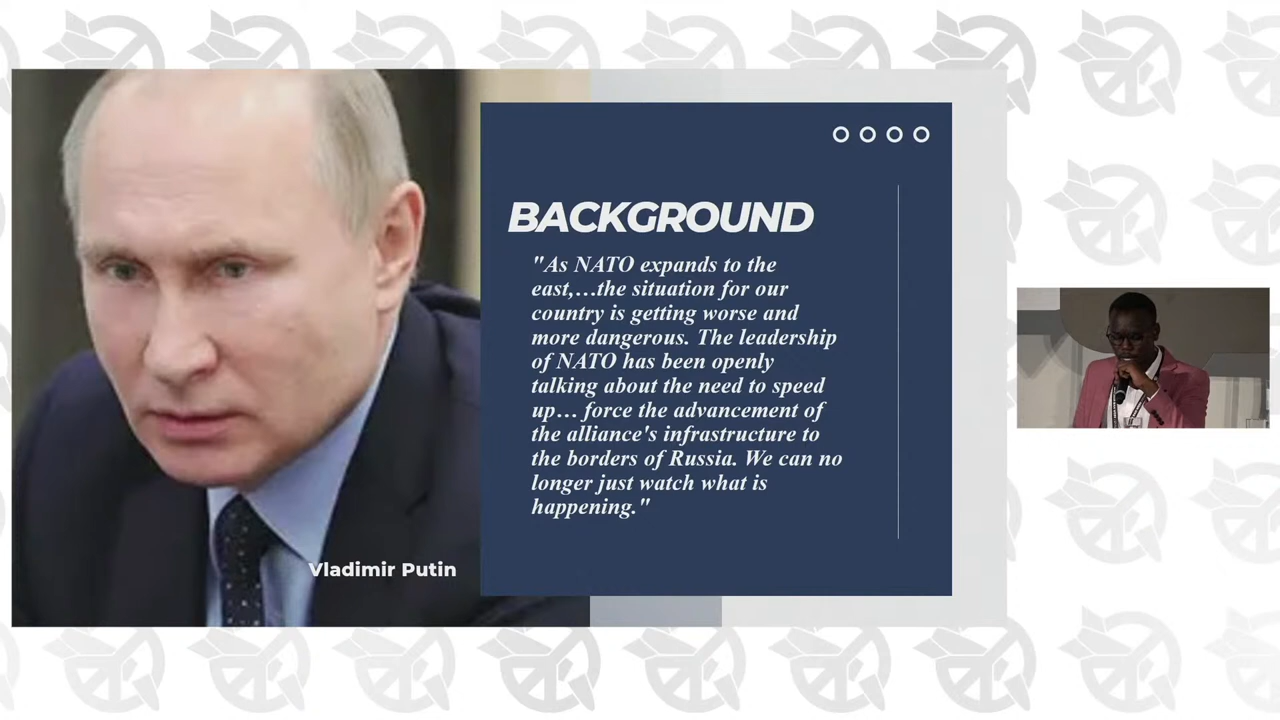 BACKGROUND
"As NATO expands to the
east,…the situation for our
country is getting worse and
more dangerous. The leadership
of NATO has been openly
talking about the need to speed
up… force the advancement of
the alliance's infrastructure to
the borders of Russia. We can no
longer just watch what is
happening."
Vladimir Putin